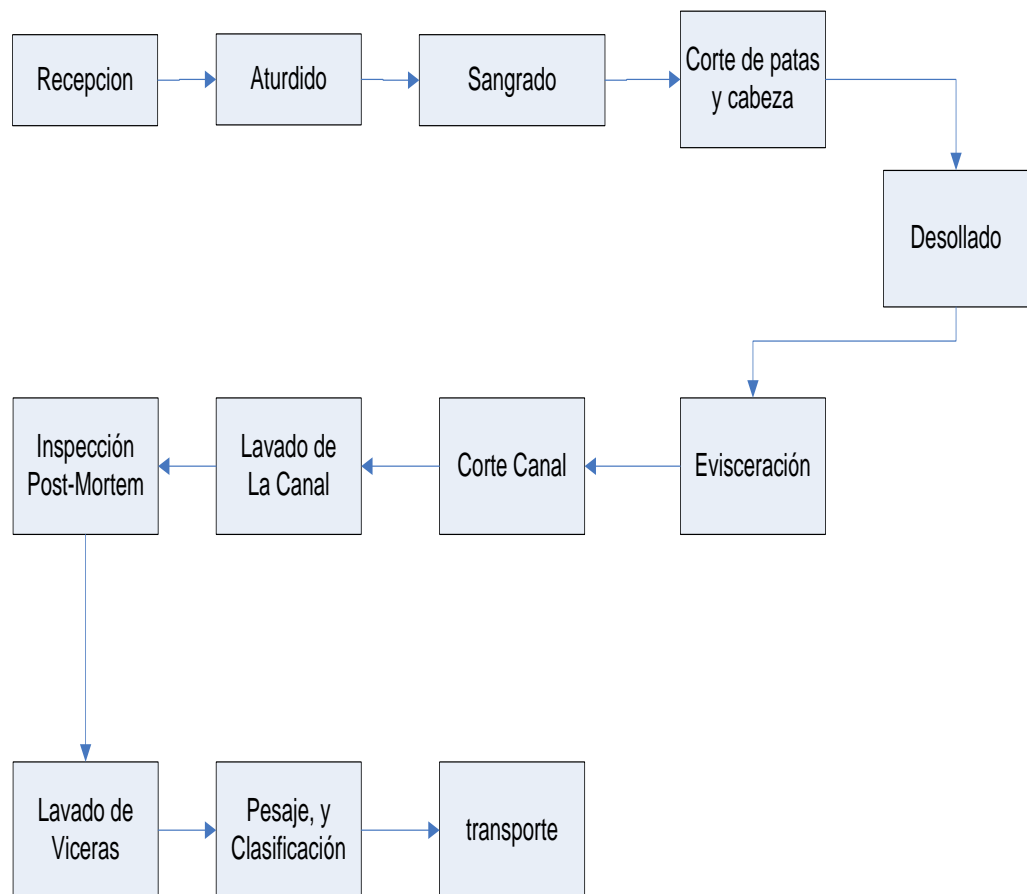 Recepcion
Aturdido
Sangrado
Corte de patas
y cabeza
Desollado
Evisceración
Corte Canal
Lavado de
La Canal
Inspección
Post-Mortem
Lavado de
Viceras
Pesaje, y
Clasificación
transporte